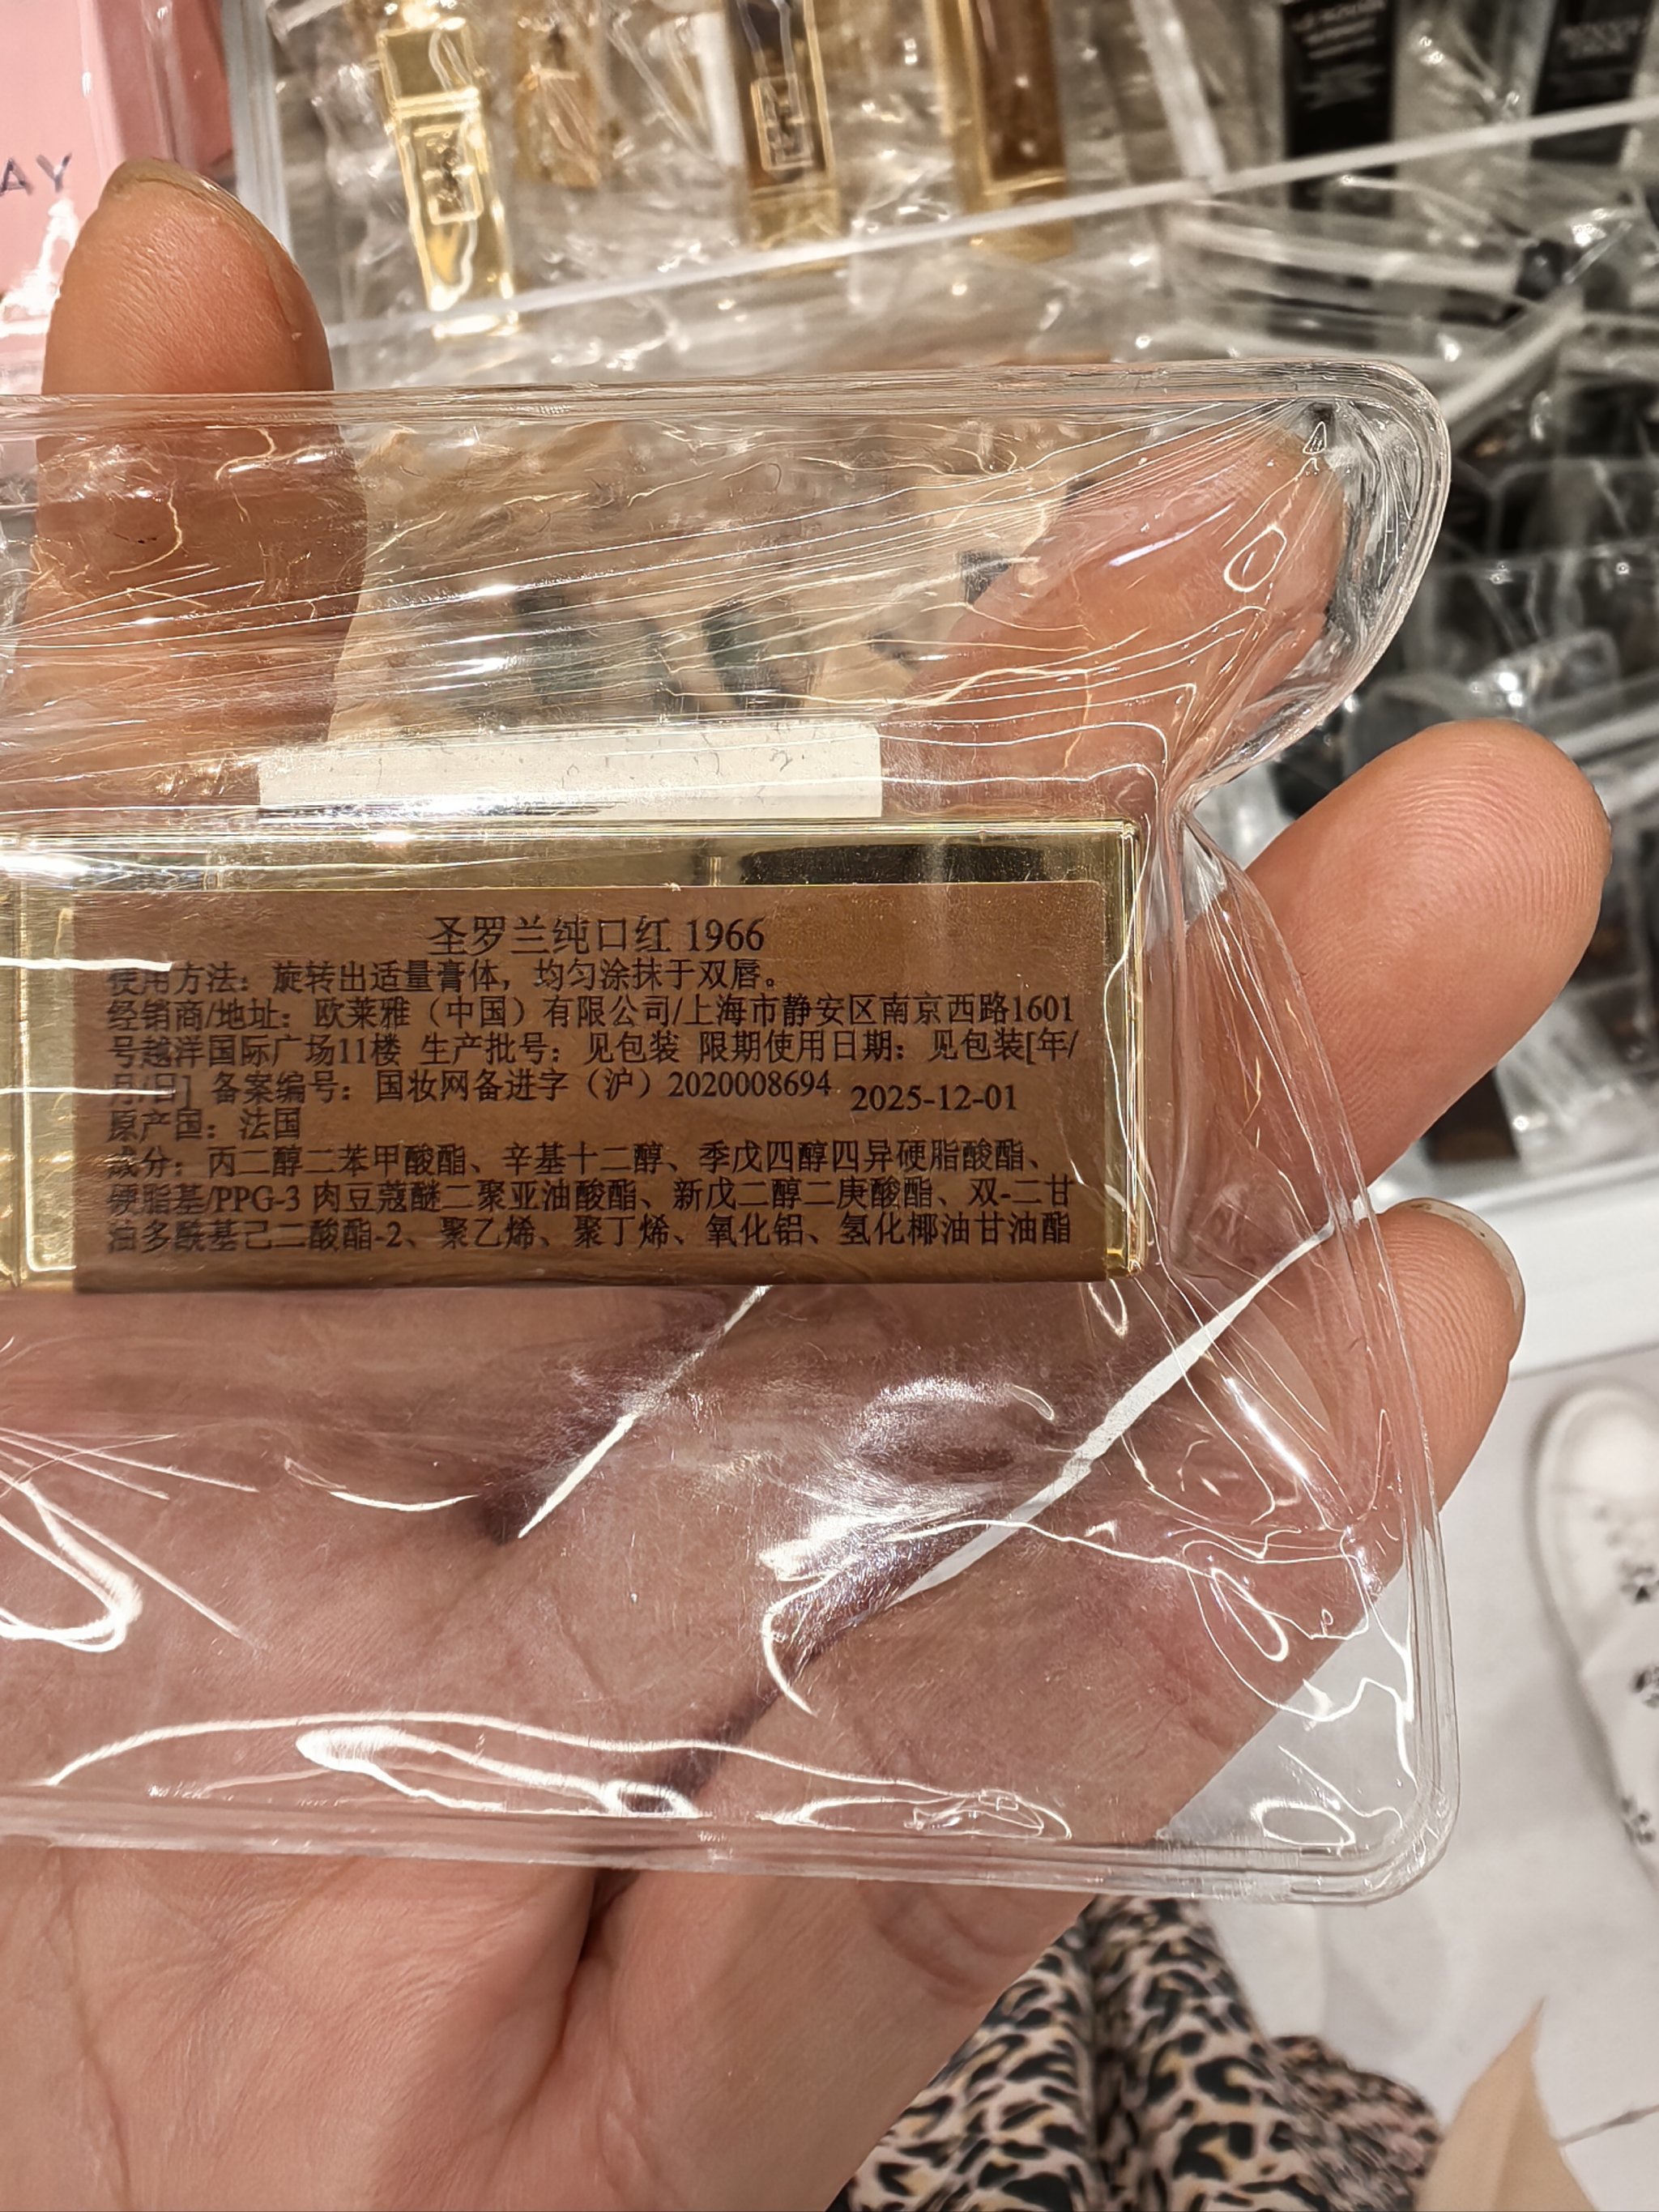 AY
圣罗兰纯口红 1966
使用方法：旋转出适量膏体，均匀涂抹于双唇。
经销商/地址：欧莱雅（中国）有限公司/上海市静安区南京西路1601
号越洋国际广场11楼 生产批号：见包装 限期使用日期：见包装[年/
月/日] 备案编号：国妆网备进字（沪）2020008694 2025-12-01
原产国：法国
成分：丙二醇二苯甲酸酯、辛基十二醇、季戊四醇四异硬脂酸酯、
硬脂基/PPG-3 肉豆蔻醚二聚亚油酸酯、新戊二醇二庚酸酯、双-二甘
油多酰基己二酸酯-2、聚乙烯、聚丁烯、氧化铝、氢化椰油甘油酯